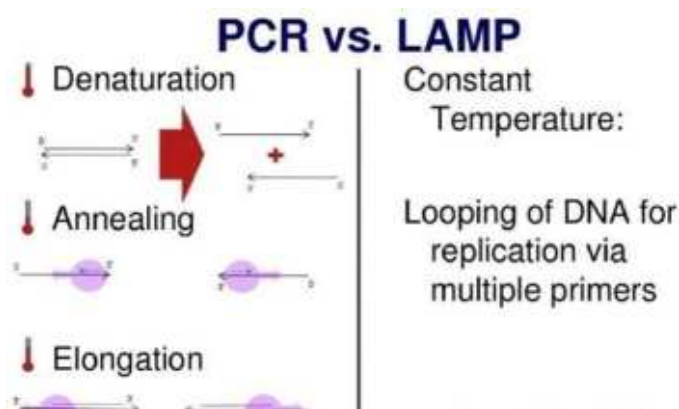 PCR vs. LAMP
Denaturation
Annealing
Elongation
Constant
Temperature:
Looping of DNA for
replication via
multiple primers